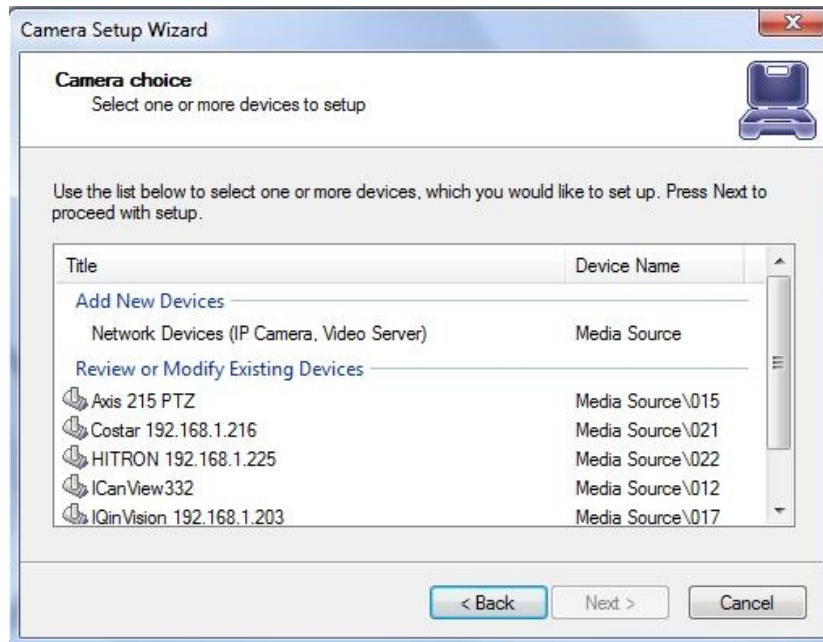 Camera Setup Wizard
Camera choice
Select one or more devices to setup
Use the list below to select one or more devices, which you would like to set up. Press Next to
proceed with setup.
Title Device Name
Add New Devices
Network Devices (IP Camera, Video Server) Media Source
Review or Modify Existing Devices
Axis 215 PTZ Media Source\015
Costar 192.168.1.216 Media Source\021
HITRON 192.168.1.225 Media Source\022
ICanView332 Media Source\012
IQinVision 192.168.1.203 Media Source\017
< Back Next > Cancel